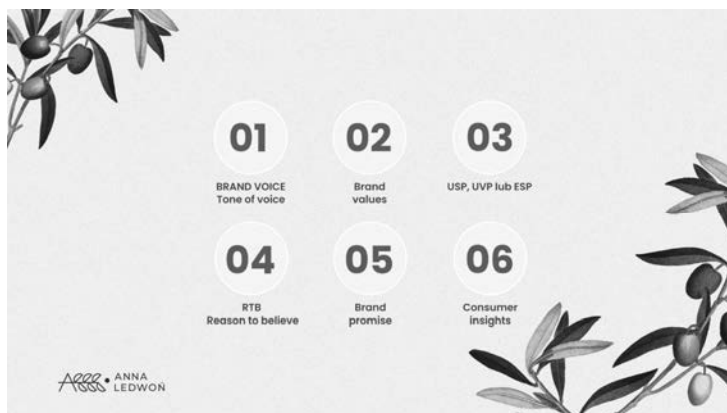 01
BRAND VOICE
Tone of voice
02
Brand
values
03
USP, UVP lub ESP
04
RTB
Reason to believe
05
Brand
promise
06
Consumer
insights
ANNA
LEDWOŃ